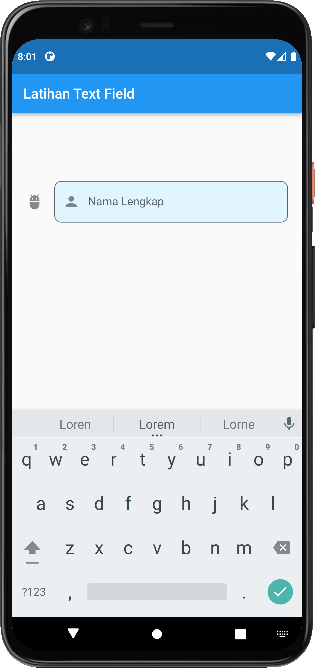 8:01
Latihan Text Field
Nama Lengkap
Loren Lorem Lorne
1 2 3 4 5 6 7 8 9 0
q w e r t y u i o p
a s d f g h j k l
z x c v b n m
?123 , .